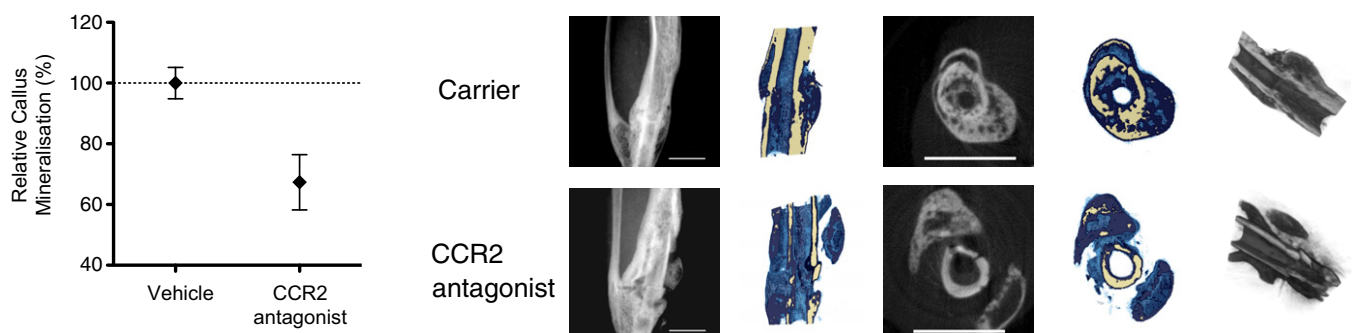 Relative Callus
Mineralisation (%)
120
100
80
60
40
Vehicle
CCR2
antagonist
Carrier
CCR2
antagonist